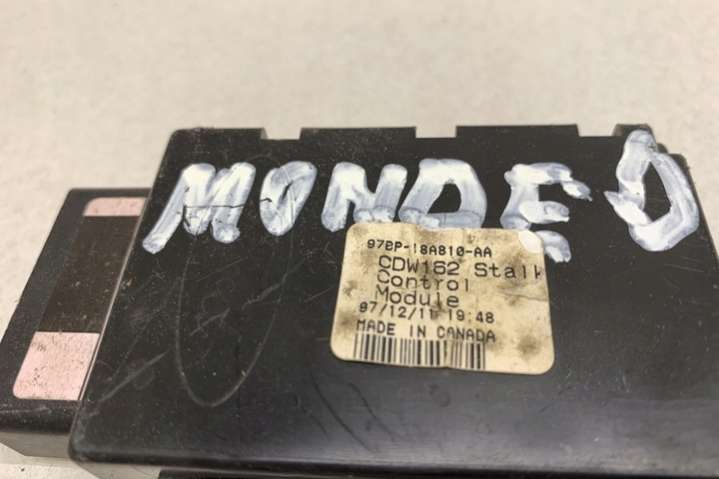 MONDEO
97BP-18A810-AA
CDW162 Stalk
Control
Module
97/12/11 19:48
MADE IN CANADA